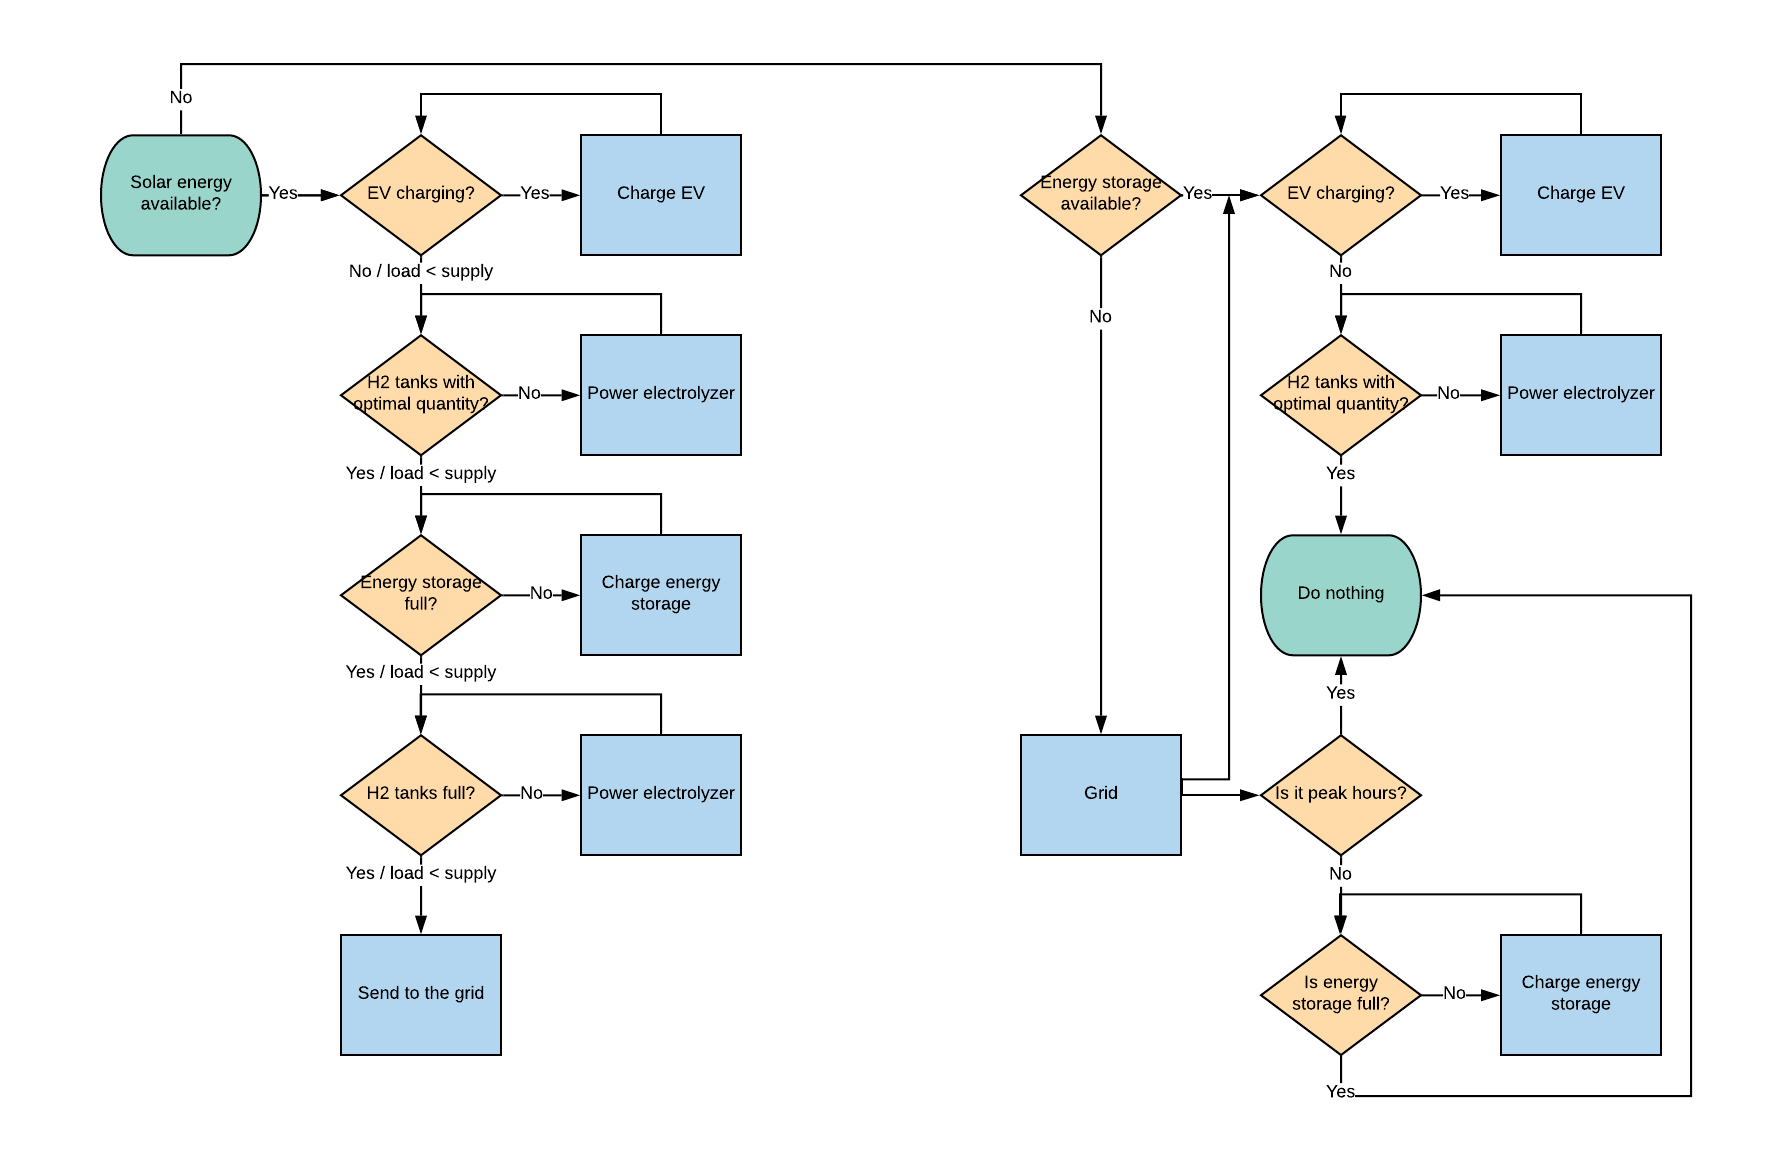 No
Solar energy
available?
Yes
EV charging?
Yes
Charge EV
No / load < supply
H2 tanks with
optimal quantity?
No
Power electrolyzer
Yes / load < supply
Energy storage
full?
No
Charge energy
storage
Yes / load < supply
H2 tanks full?
No
Power electrolyzer
Yes / load < supply
Send to the grid
Energy storage
available?
Yes
EV charging?
Yes
Charge EV
No
No
H2 tanks with
optimal quantity?
No
Power electrolyzer
Yes
Do nothing
Yes
Grid
Is it peak hours?
No
Is energy
storage full?
No
Charge energy
storage
Yes